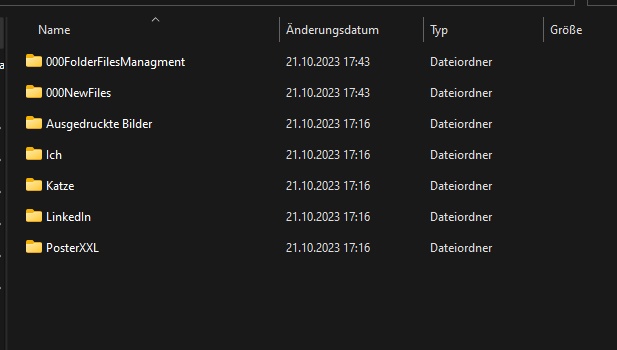 Name Änderungsdatum Typ Größe
000FolderFilesManagment 21.10.2023 17:43 Dateiordner
000NewFiles 21.10.2023 17:43 Dateiordner
Ausgedruckte Bilder 21.10.2023 17:16 Dateiordner
Ich 21.10.2023 17:16 Dateiordner
Katze 21.10.2023 17:16 Dateiordner
LinkedIn 21.10.2023 17:16 Dateiordner
PosterXXL 21.10.2023 17:16 Dateiordner